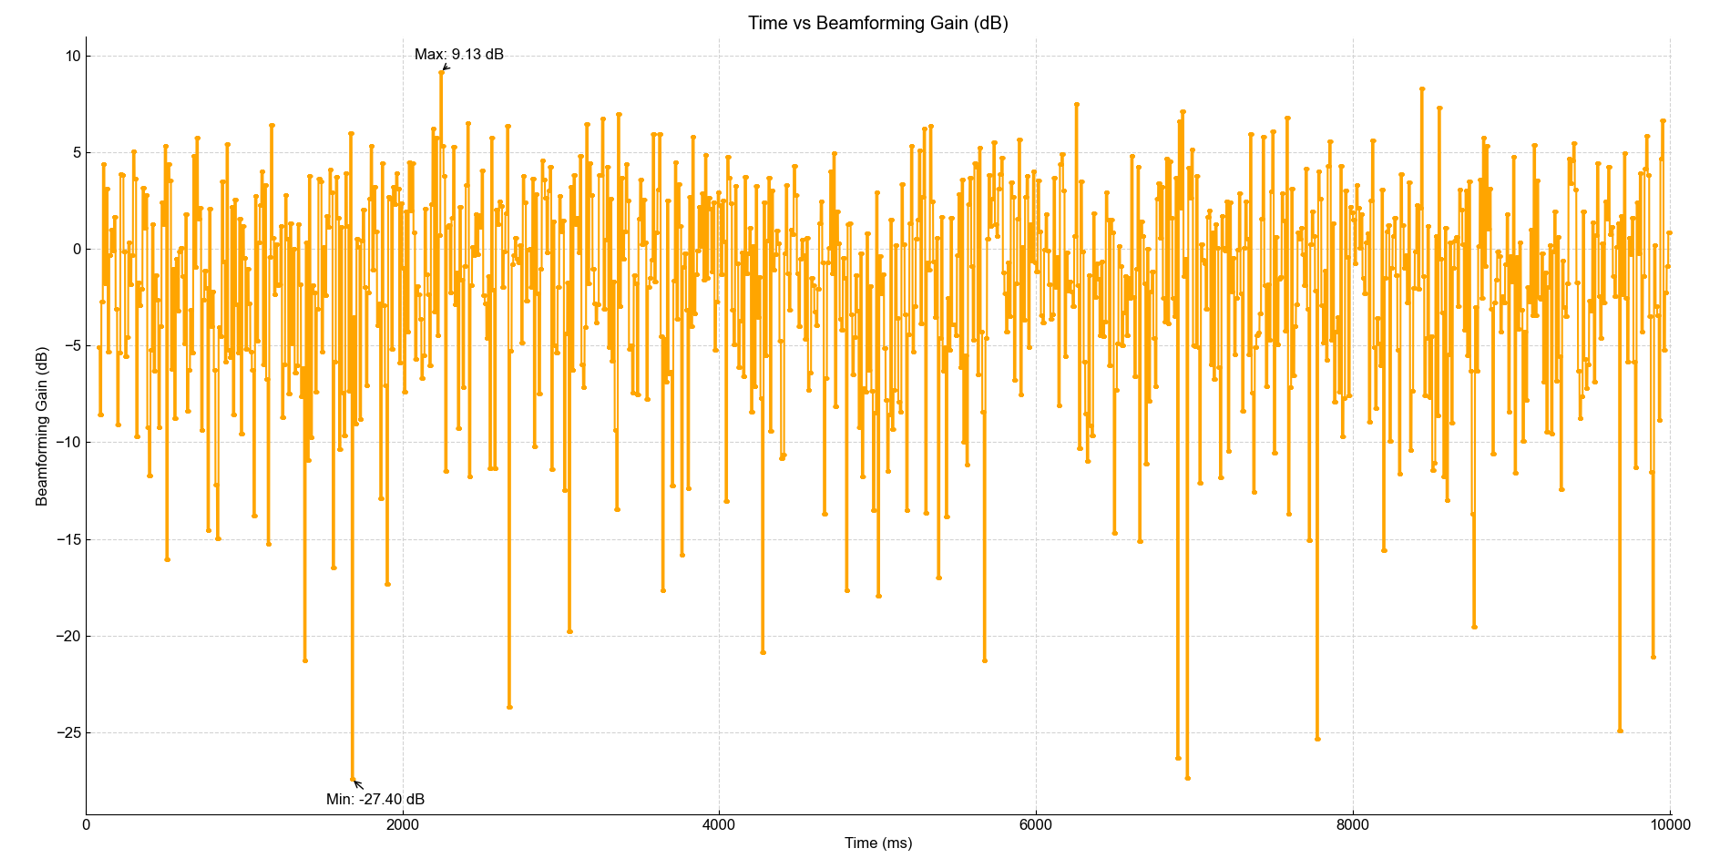 Time vs Beamforming Gain (dB)
Max: 9.13 dB
10
5
0
−5
−10
−15
−20
−25
Beamforming Gain (dB)
Min: -27.40 dB
0 2000 4000 6000 8000 10000
Time (ms)